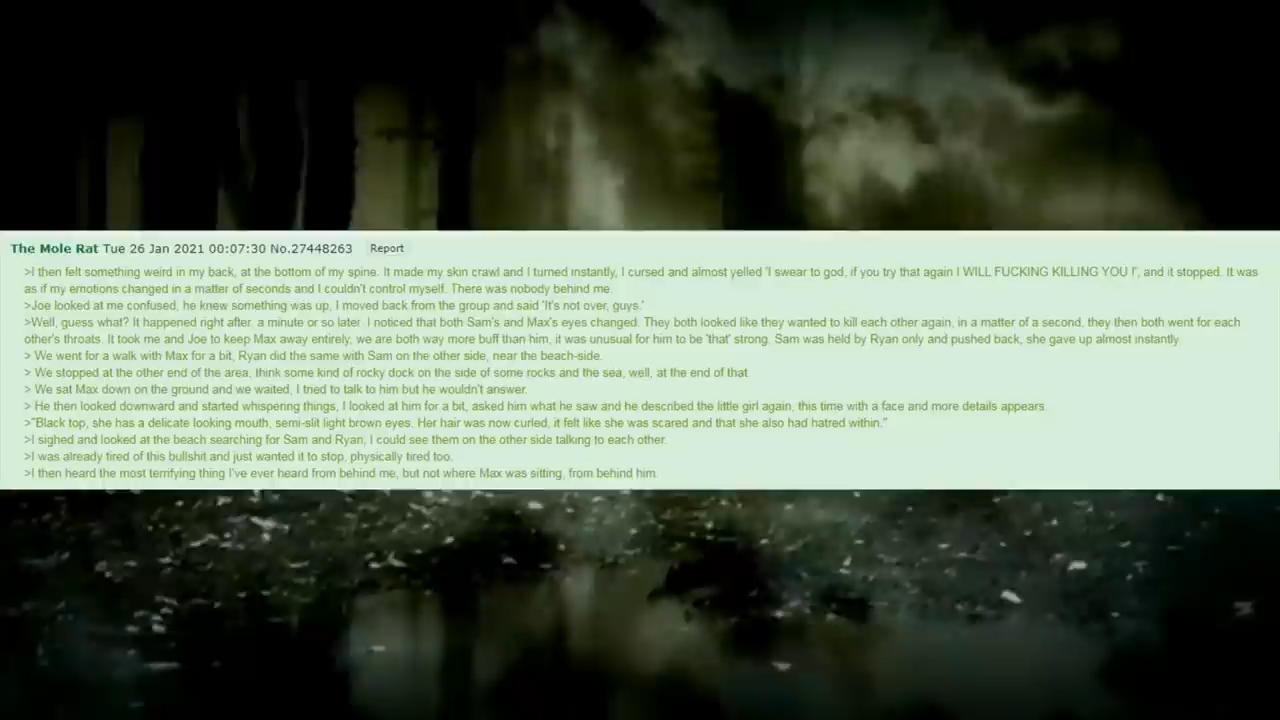 The Mole Rat Tue 26 Jan 2021 00:07:30 No.27448263 Report
>I then felt something weird in my back, at the bottom of my spine. It made my skin crawl and I turned instantly, I cursed and almost yelled 'I swear to god, if you try that again I WILL FUCKING KILLING YOU !', and it stopped. It was
as if my emotions changed in a matter of seconds and I couldn't control myself. There was nobody behind me.
>Joe looked at me confused, he knew something was up, I moved back from the group and said 'It's not over, guys.'
>Well, guess what? It happened right after, a minute or so later. I noticed that both Sam's and Max's eyes changed. They both looked like they wanted to kill each other again, in a matter of a second, they then both went for each
other's throats. It took me and Joe to keep Max away entirely, we are both way more buff than him, it was unusual for him to be 'that' strong. Sam was held by Ryan only and pushed back, she gave up almost instantly.
> We went for a walk with Max for a bit, Ryan did the same with Sam on the other side, near the beach-side.
> We stopped at the other end of the area, think some kind of rocky dock on the side of some rocks and the sea, well, at the end of that
> We sat Max down on the ground and we waited, I tried to talk to him but he wouldn't answer.
> He then looked downward and started whispering things, I looked at him for a bit, asked him what he saw and he described the little girl again, this time with a face and more details appears.
>"Black top, she has a delicate looking mouth, semi-slit light brown eyes. Her hair was now curled, it felt like she was scared and that she also had hatred within."
>I sighed and looked at the beach searching for Sam and Ryan, I could see them on the other side talking to each other.
>I was already tired of this bullshit and just wanted it to stop, physically tired too.
>I then heard the most terrifying thing I've ever heard from behind me, but not where Max was sitting, from behind him.